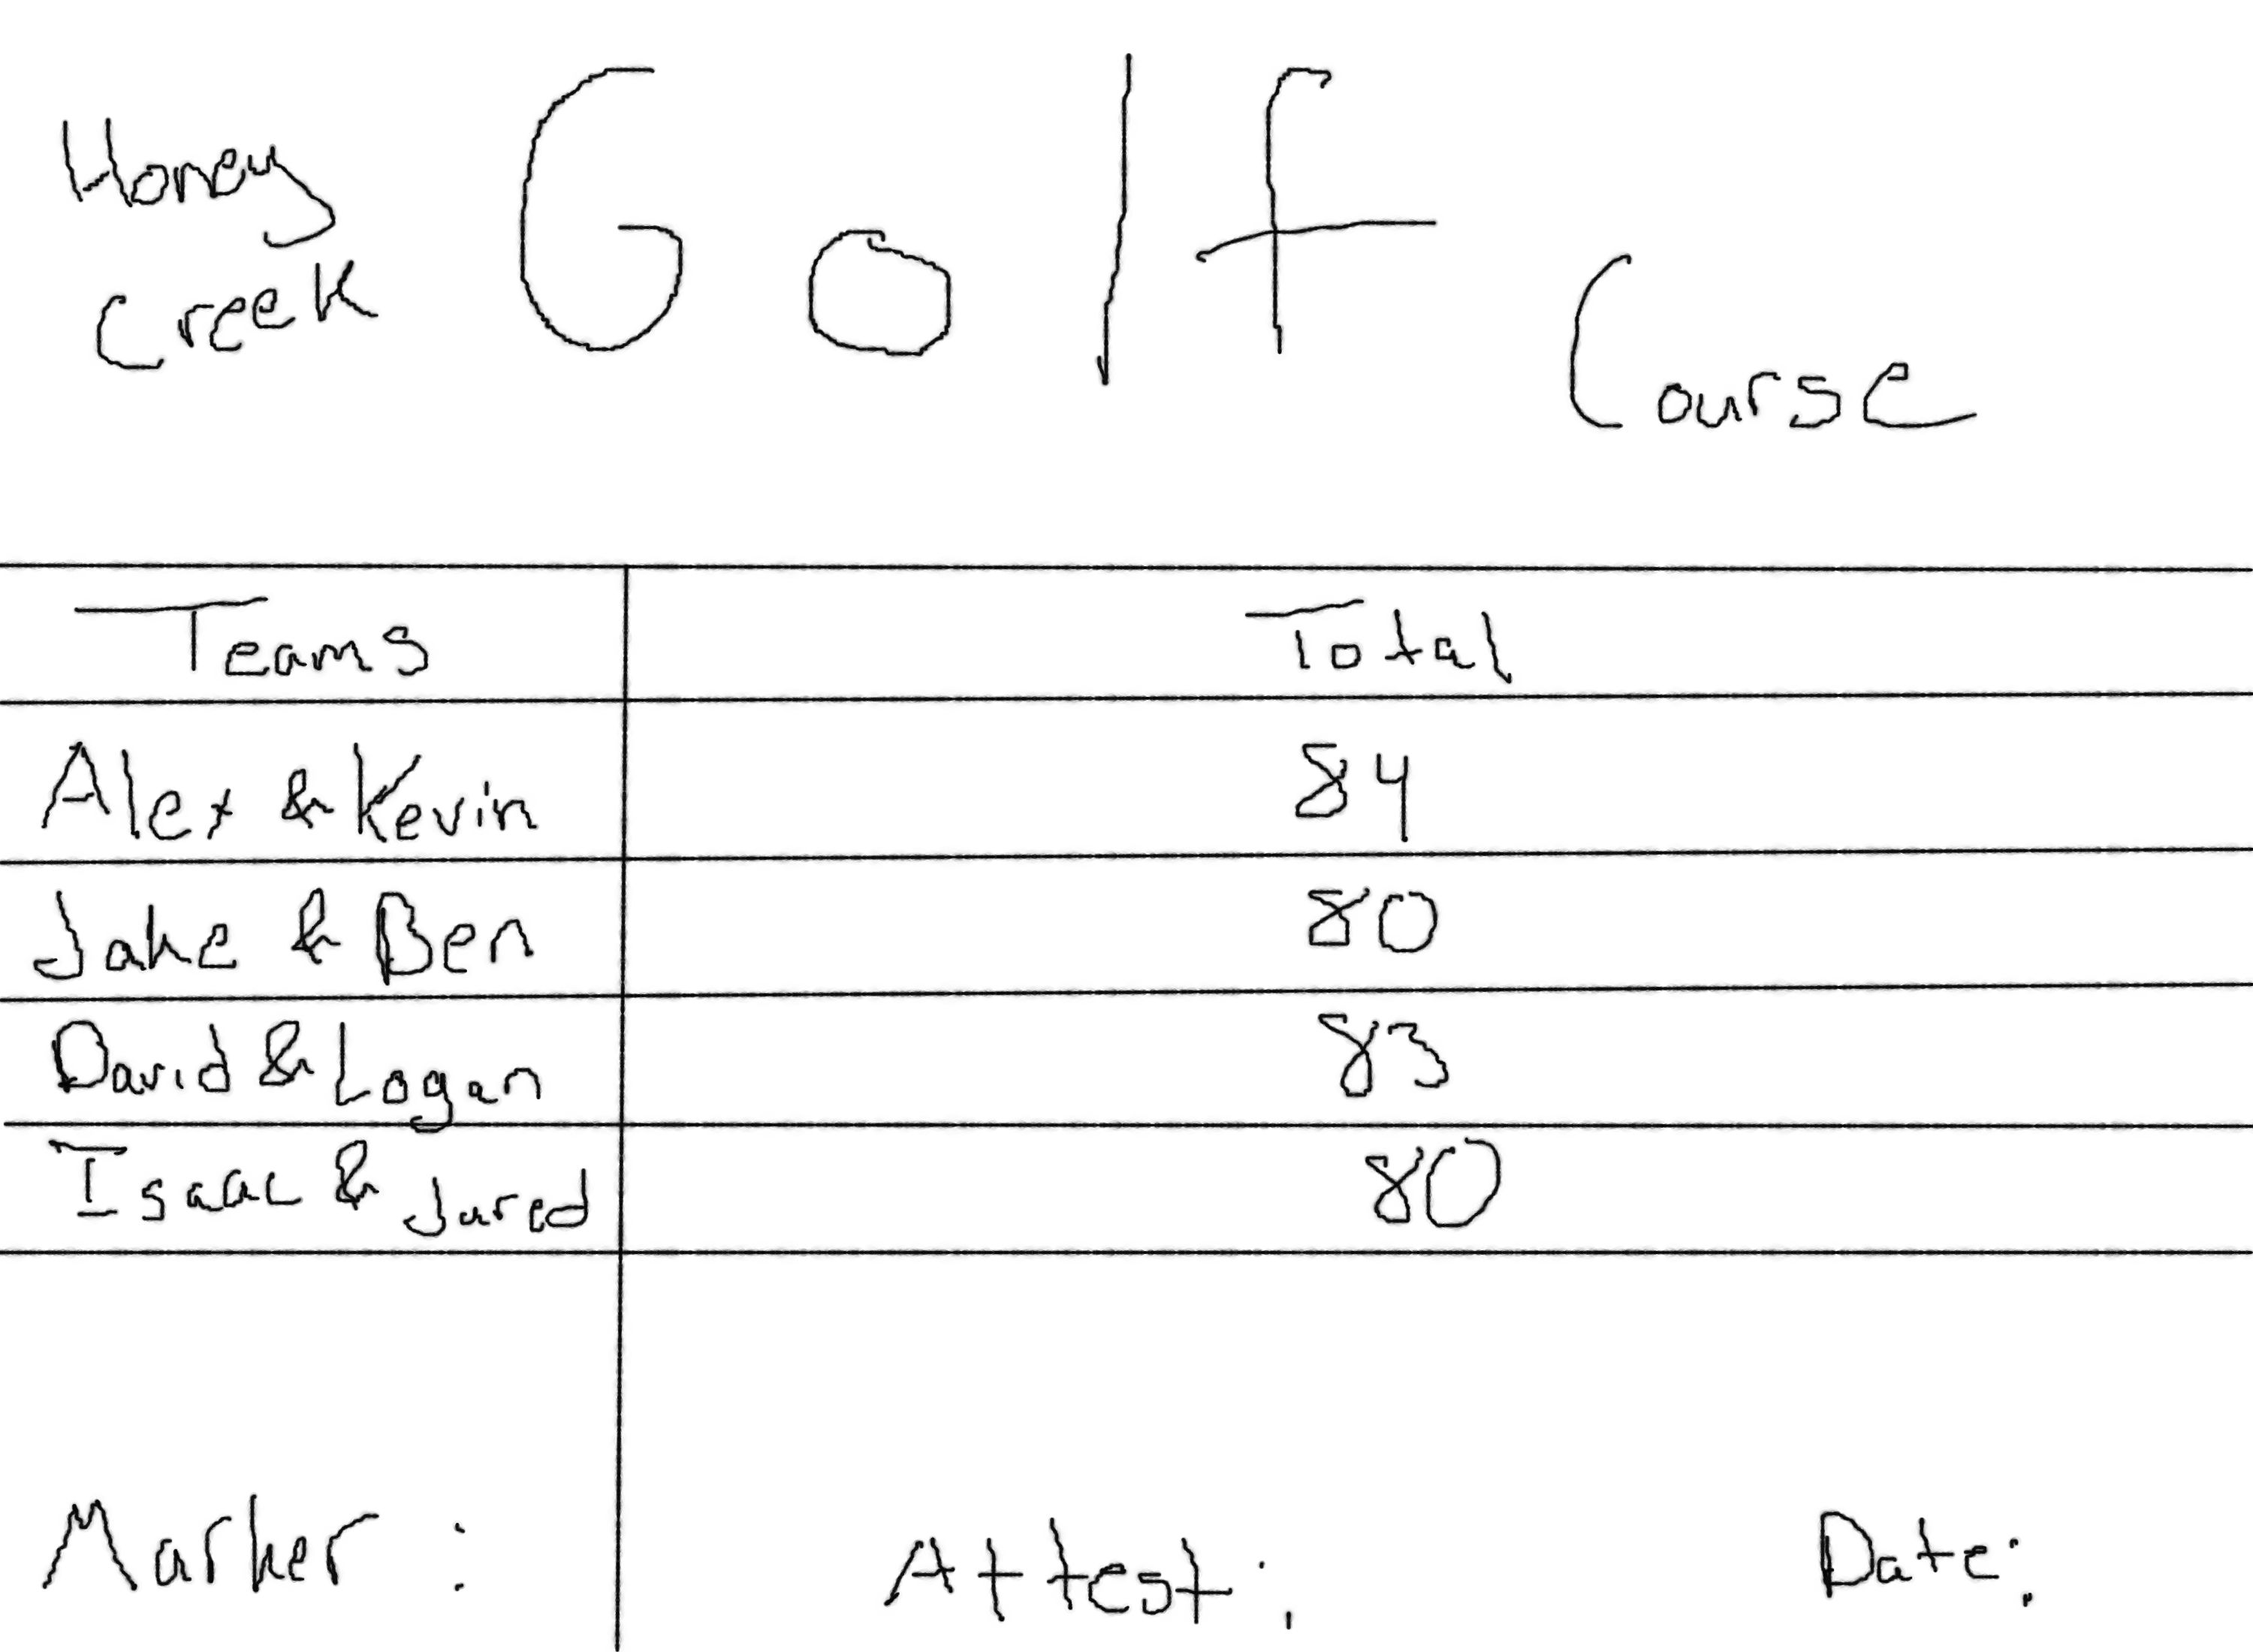 Honey
Creek
Golf
Course
Teams Total
Alex & Kevin 84
Jake & Ben 80
David & Logan 83
Isaac & Jared 80
Marker: Attest: Date: